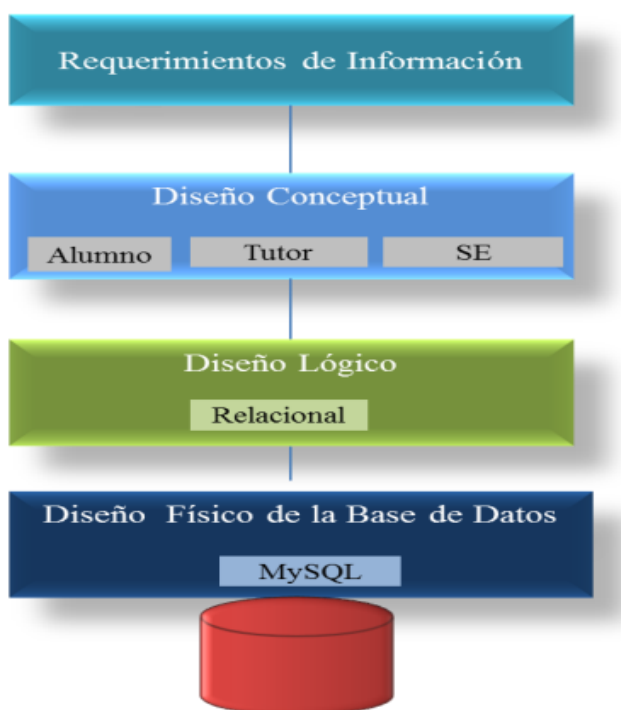 Requerimientos de Información
Diseño Conceptual
Alumno Tutor SE
Diseño Lógico
Relacional
Diseño Físico de la Base de Datos
MySQL